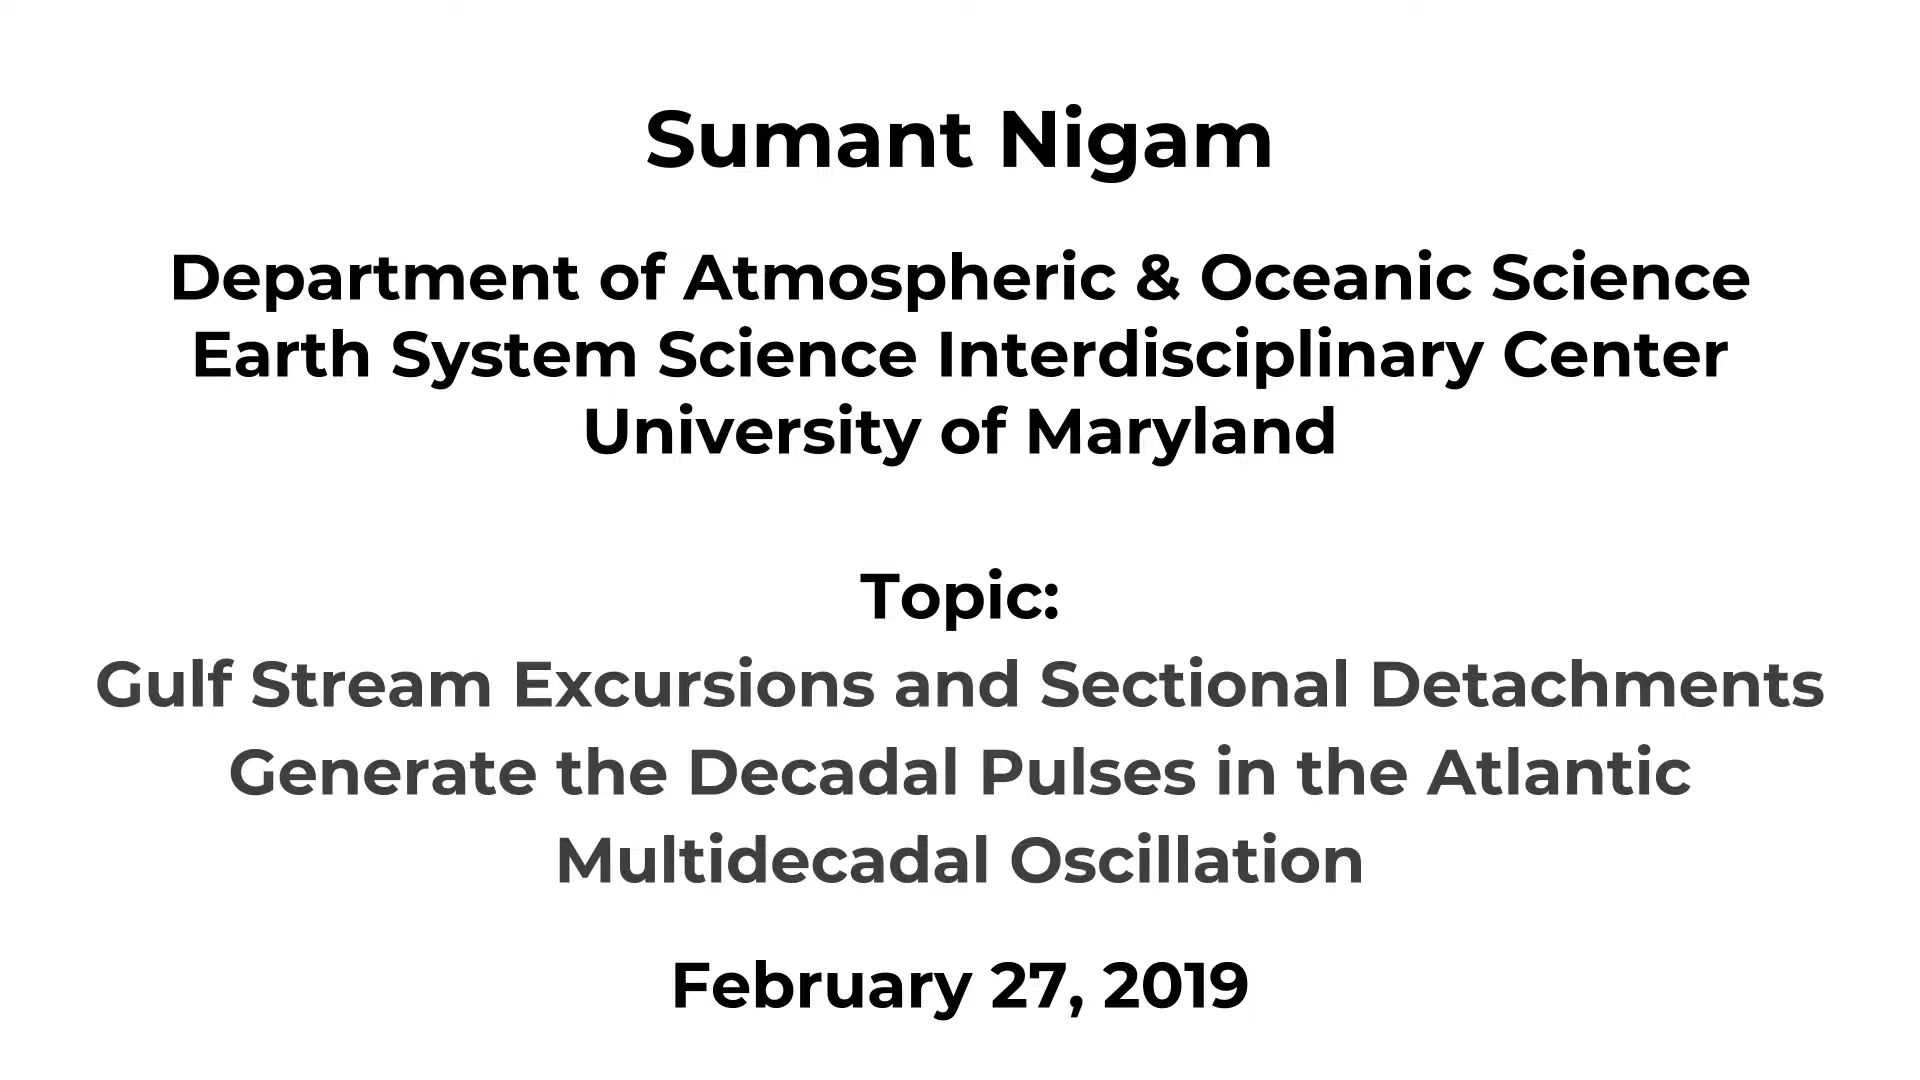 Sumant Nigam
Department of Atmospheric & Oceanic Science
Earth System Science Interdisciplinary Center
University of Maryland
Topic:
Gulf Stream Excursions and Sectional Detachments
Generate the Decadal Pulses in the Atlantic
Multidecadal Oscillation
February 27, 2019